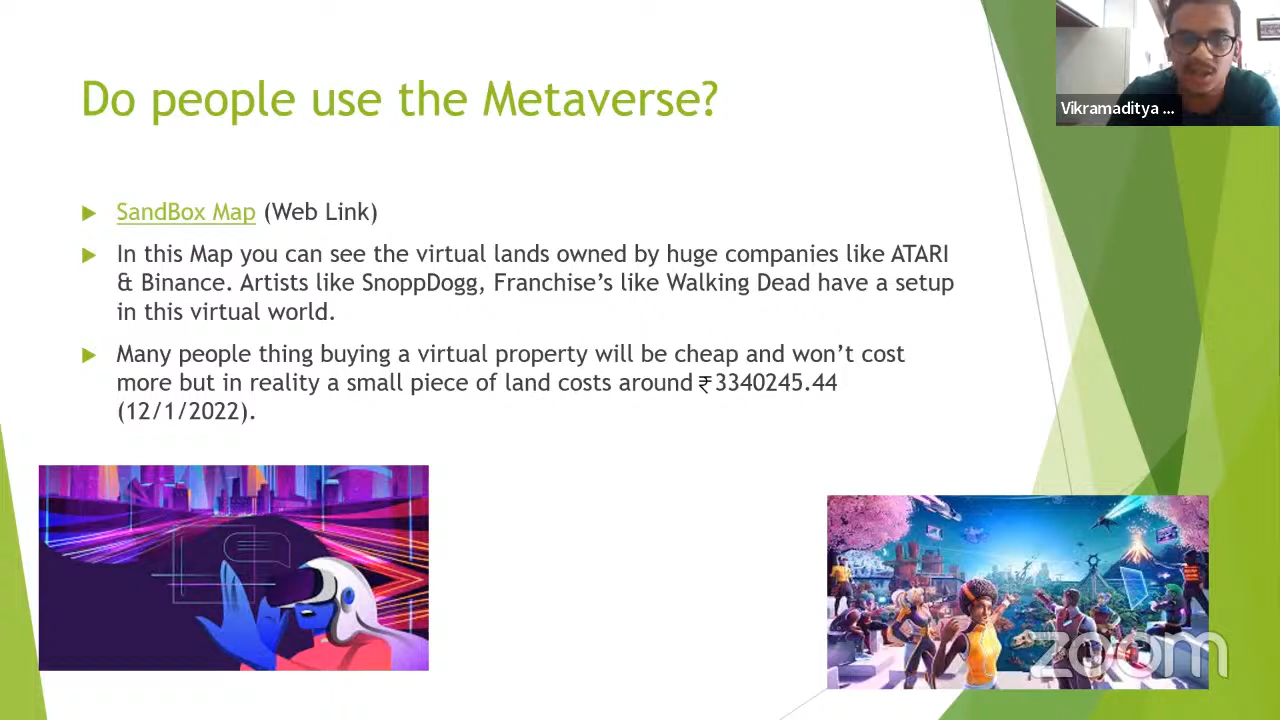 Do people use the Metaverse?
Vikramaditya ...
SandBox Map (Web Link)
In this Map you can see the virtual lands owned by huge companies like ATARI
& Binance. Artists like SnoppDogg, Franchise’s like Walking Dead have a setup
in this virtual world.
Many people thing buying a virtual property will be cheap and won’t cost
more but in reality a small piece of land costs around ₹3340245.44
(12/1/2022).
zoom